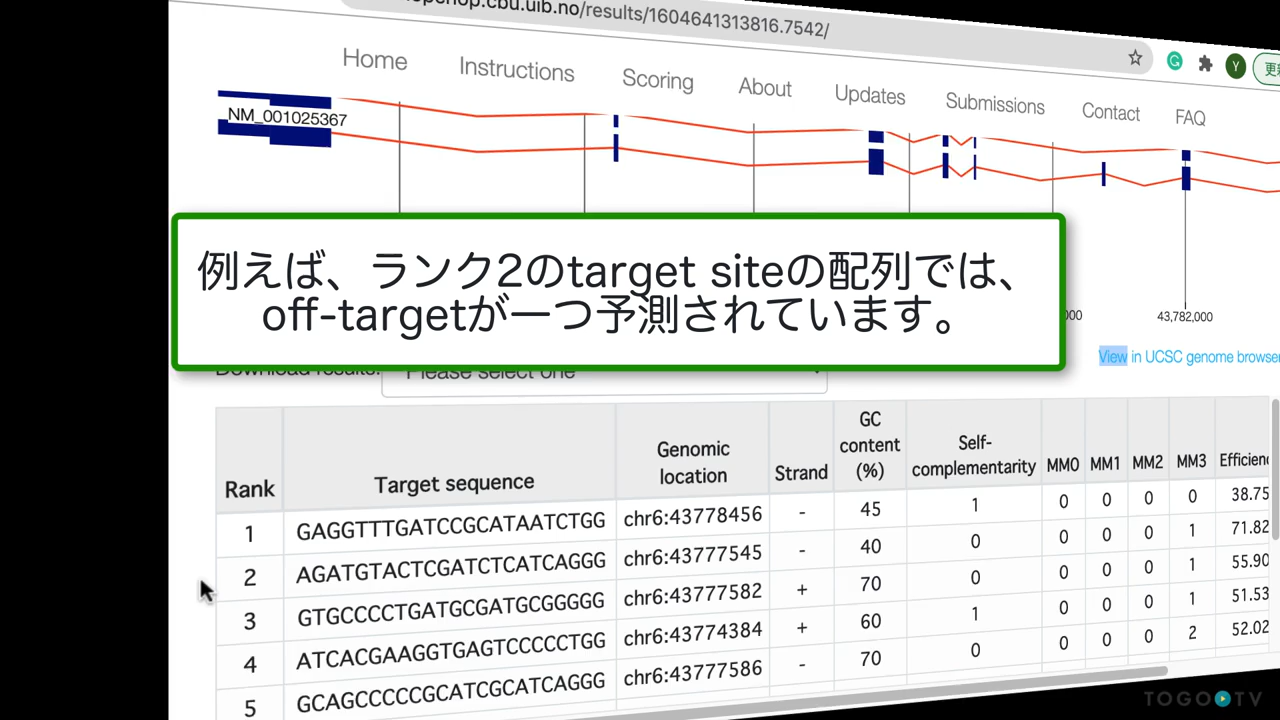 opchop.cbu.uib.no/results/1604641313816.7542/
Home Instructions Scoring About Updates Submissions Contact FAQ
NM_001025367
例えば、ランク2のtarget siteの配列では、
off-targetが一つ予測されています。
43,782,000
View in UCSC genome browser
Download results: Please select one
Rank Target sequence Genomic location Strand GC content (%) Self-complementarity MM0 MM1 MM2 MM3 Efficienc
1 GAGGTTTGATCCGCATAATCTGG chr6:43778456 - 45 1 0 0 0 0 38.75
2 AGATGTACTCGATCTCATCAGGG chr6:43777545 - 40 0 0 0 0 1 71.82
3 GTGCCCCTGATGCGATGCGGGGG chr6:43777582 + 70 0 0 0 0 1 55.90
4 ATCACGAAGGTGAGTCCCCCTGG chr6:43774384 + 60 1 0 0 0 1 51.53
5 GCAGCCCCCGCATCGCATCAGGG chr6:43777586 - 70 0 0 0 0 2 52.02
TOGOTV